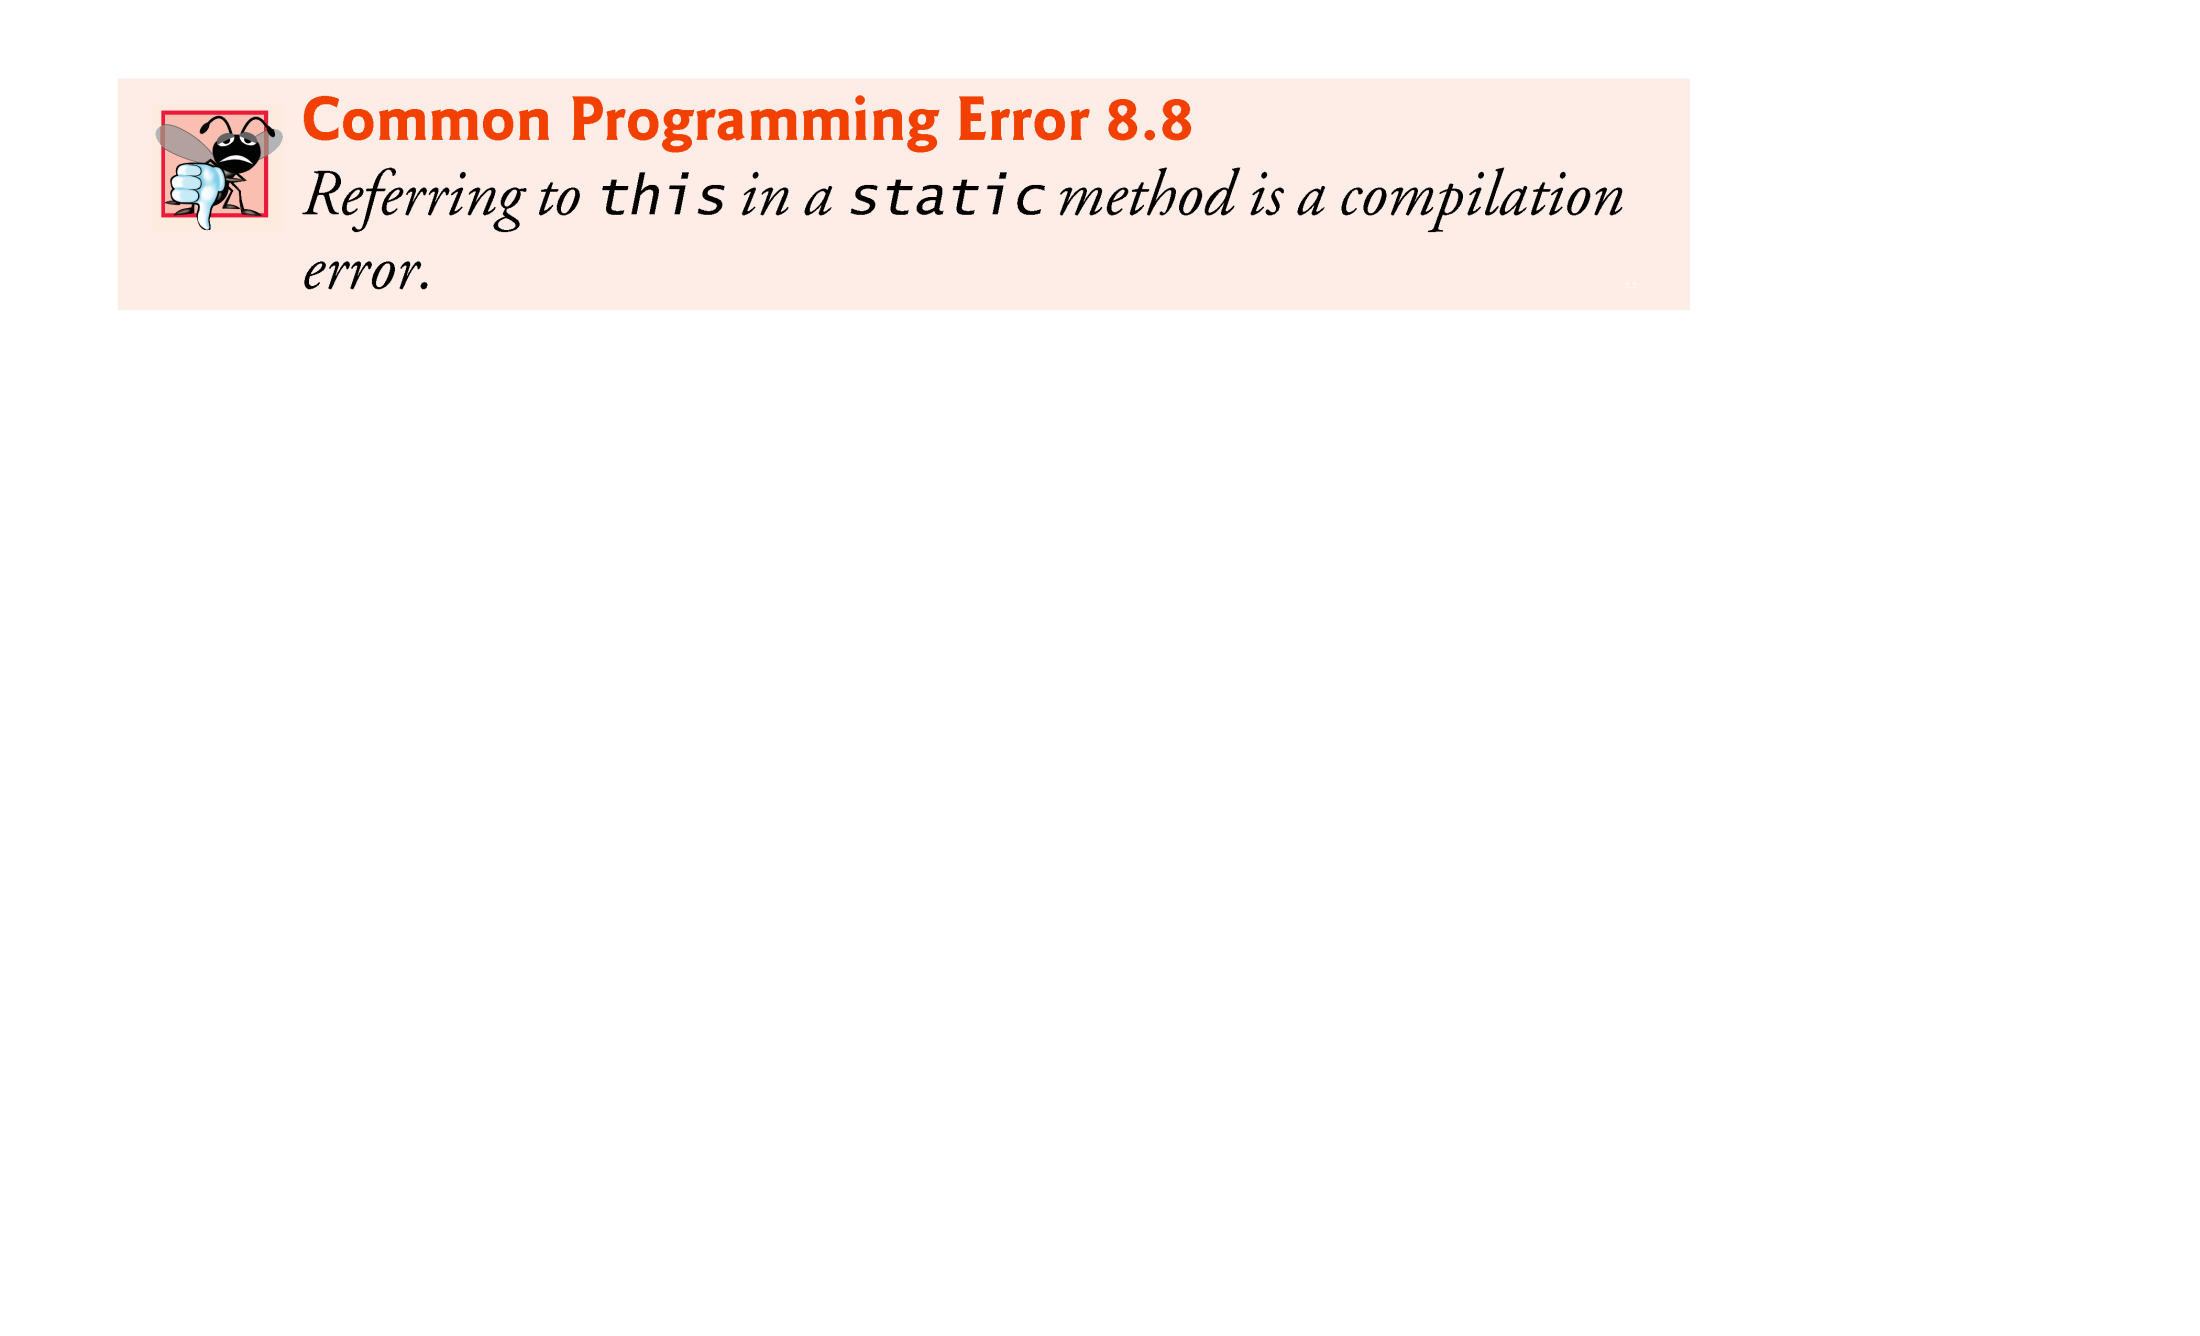 Common Programming Error 8.8
Referring to this in a static method is a compilation
error.